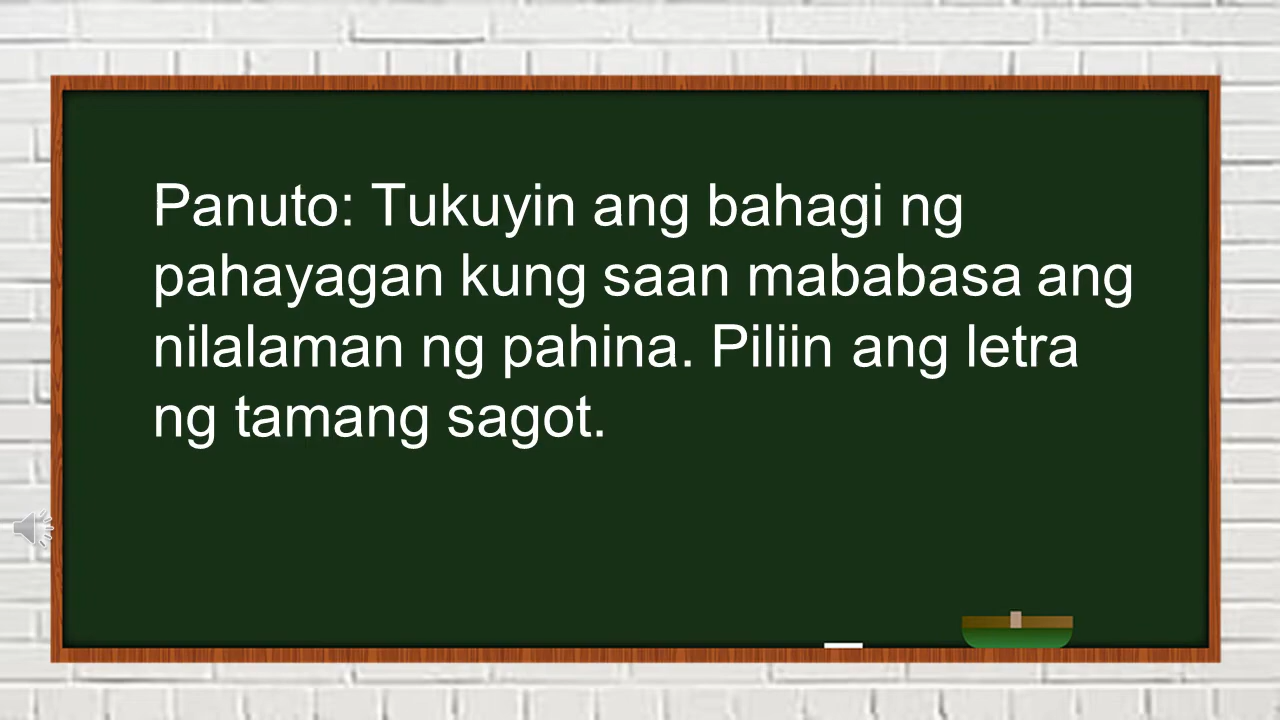 Panuto: Tukuyin ang bahagi ng
pahayagan kung saan mababasa ang
nilalaman ng pahina. Piliin ang letra
ng tamang sagot.